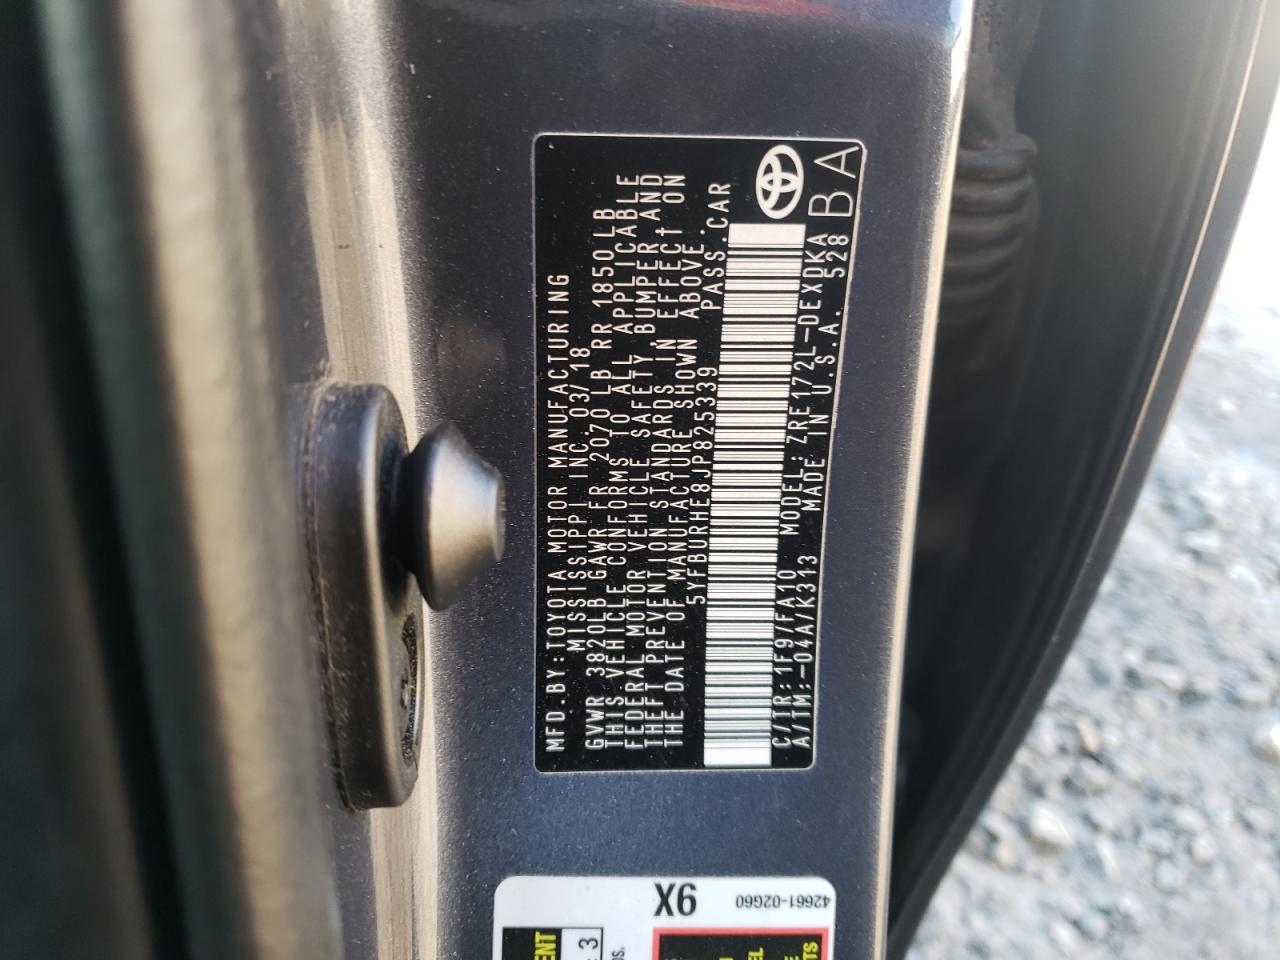 MFD.BY:TOYOTA MOTOR MANUFACTURING
MISSISSIPPI INC.03/18
GVWR 3820LB GAWR FR 2070LB RR 1850LB
THIS VEHICLE CONFORMS TO ALL APPLICABLE
FEDERAL MOTOR VEHICLE SAFETY, BUMPER,AND
THEFT PREVENTION STANDARDS IN EFFECT ON
THE DATE OF MANUFACTURE SHOWN ABOVE.
5YFBURHE8JP825339 PASS.CAR
C/TR:1F9/FA10 MODEL:ZRE172L-DEXDKA
A/TM:-04A/K313 MADE IN U.S.A. 528
BA
9X
42661-02G60
3